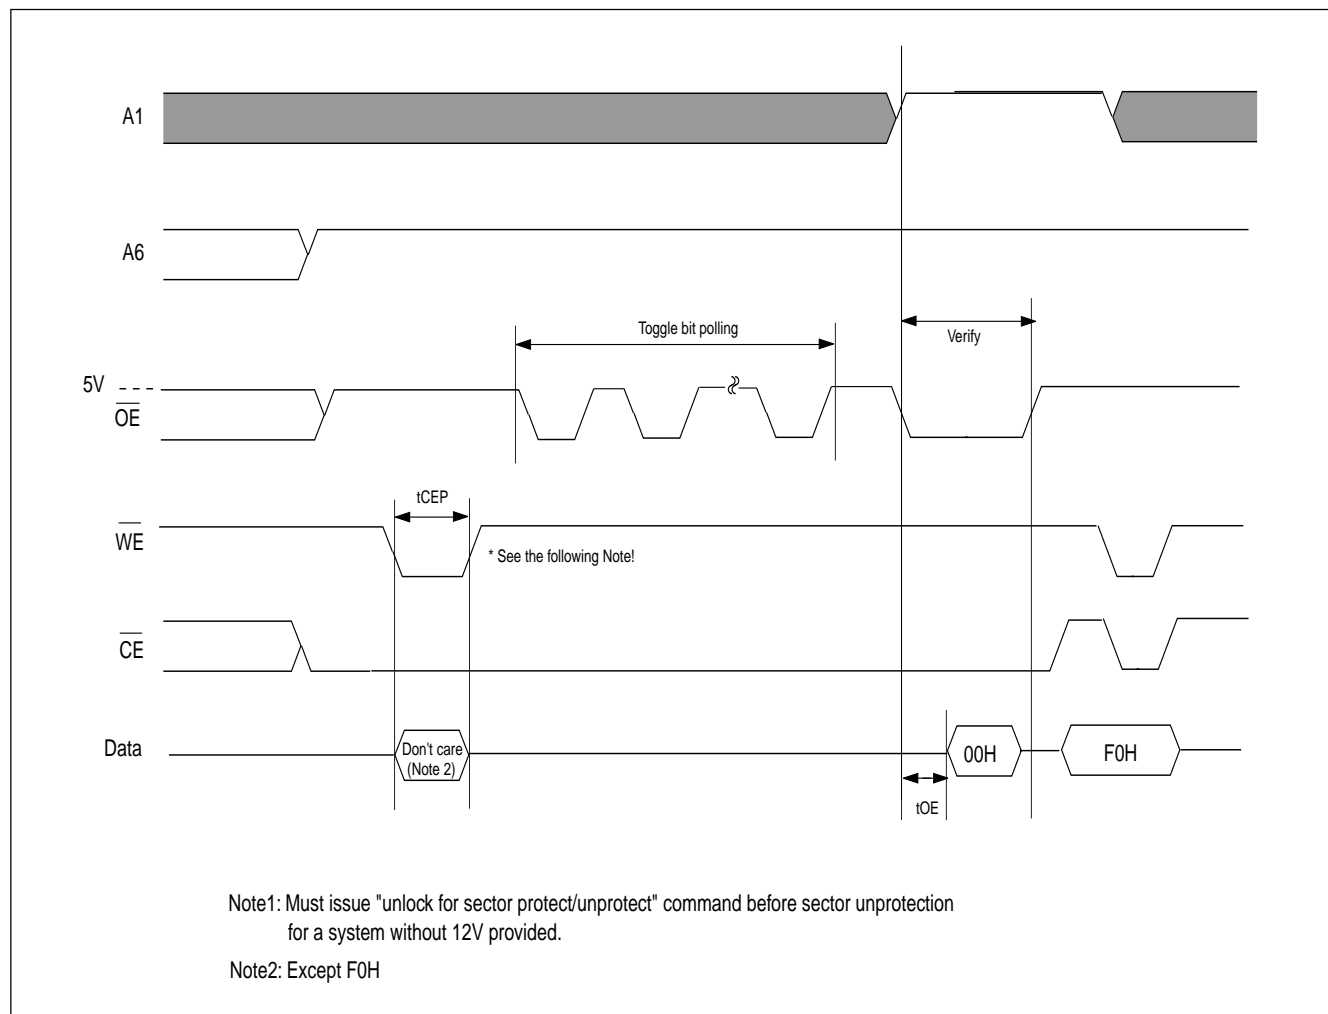 A1
A6
Toggle bit polling
Verify
5V
OE
tCEP
WE
* See the following Note!
CE
Data
Don't care
(Note 2)
00H
F0H
tOE
Note1: Must issue "unlock for sector protect/unprotect" command before sector unprotection
for a system without 12V provided.
Note2: Except F0H